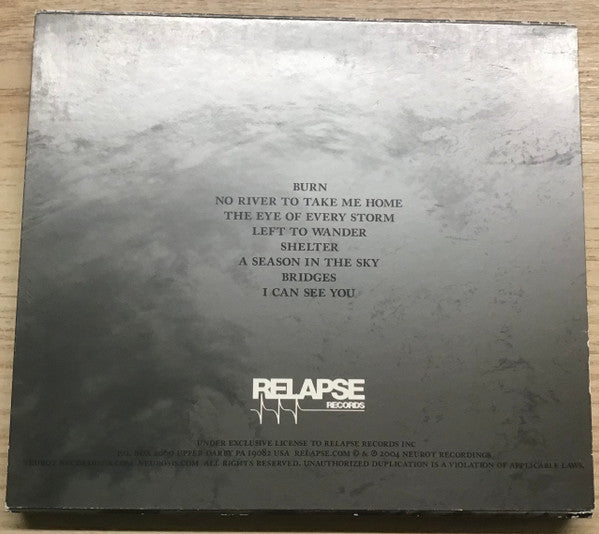 BURN
NO RIVER TO TAKE ME HOME
THE EYE OF EVERY STORM
LEFT TO WANDER
SHELTER
A SEASON IN THE SKY
BRIDGES
I CAN SEE YOU
RELAPSE
RECORDS
UNDER EXCLUSIVE LICENSE TO RELAPSE RECORDS INC
P.O. BOX 2060 UPPER DARBY PA 19082 USA RELAPSE.COM © & ℗ 2004 NEUROT RECORDINGS
NEUROSIS.COM ALL RIGHTS RESERVED. UNAUTHORIZED DUPLICATION IS A VIOLATION OF APPLICABLE LAWS.